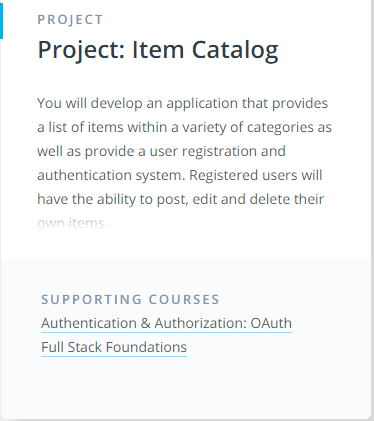 PROJECT
Project: Item Catalog
You will develop an application that provides
a list of items within a variety of categories as
well as provide a user registration and
authentication system. Registered users will
have the ability to post, edit and delete their
own items.
SUPPORTING COURSES
Authentication & Authorization: OAuth
Full Stack Foundations